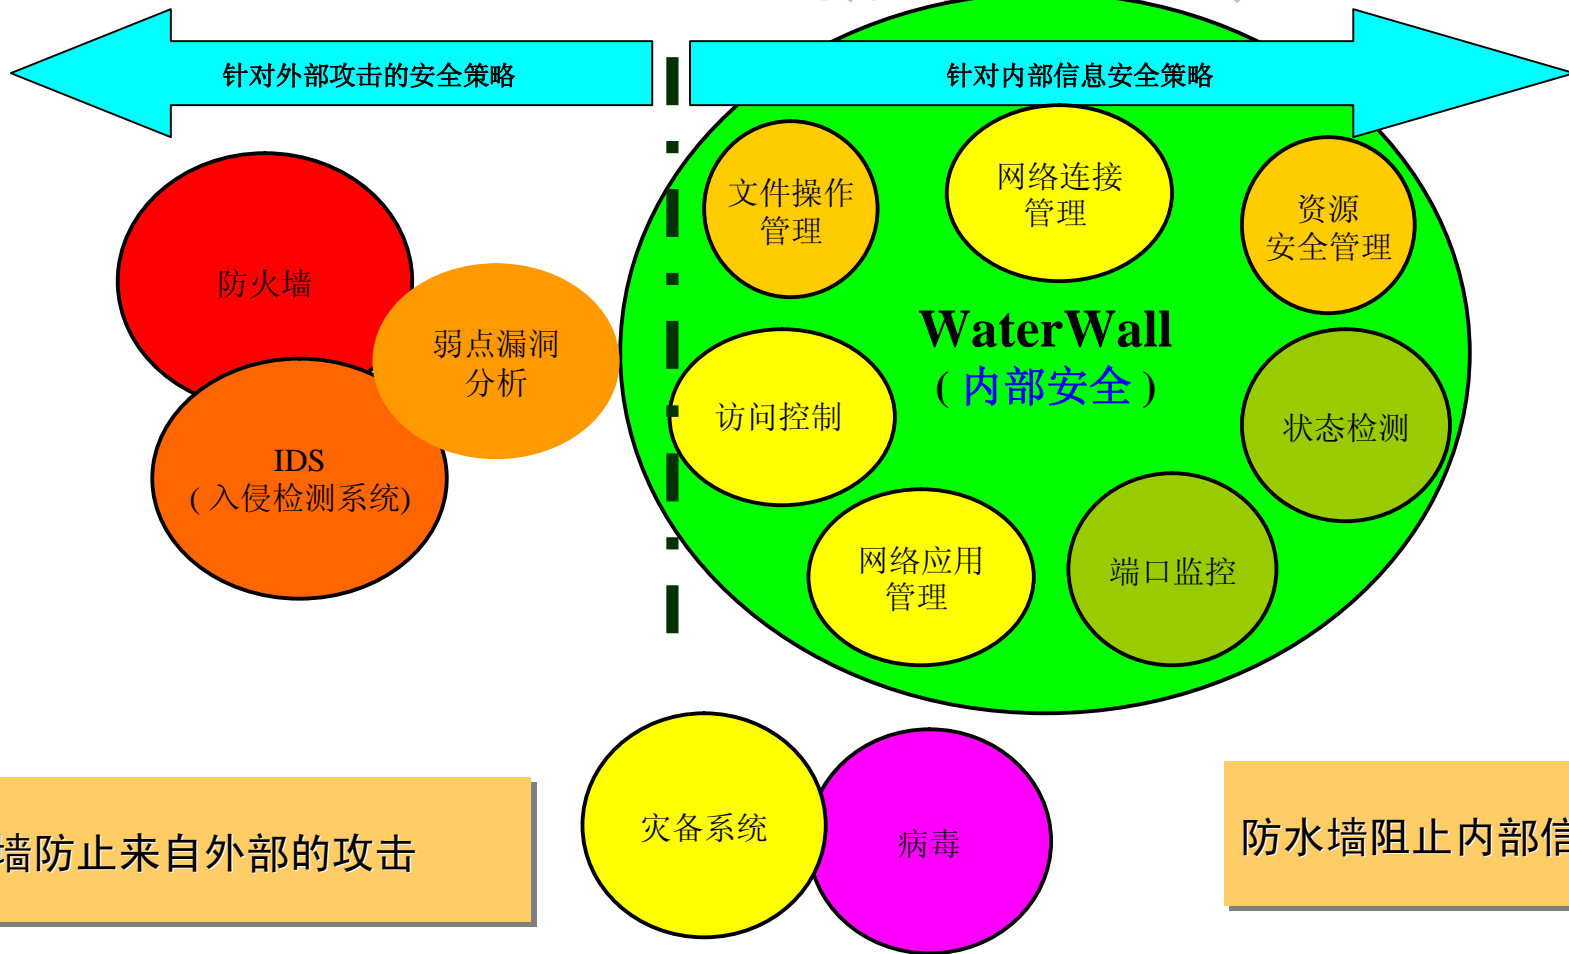 针对外部攻击的安全策略
针对内部信息安全策略
文件操作
管理
网络连接
管理
资源
安全管理
防火墙
弱点漏洞
分析
WaterWall
( 内部安全 )
访问控制
状态检测
IDS
( 入侵检测系统)
网络应用
管理
端口监控
灾备系统
病毒
墙防止来自外部的攻击
防水墙阻止内部信